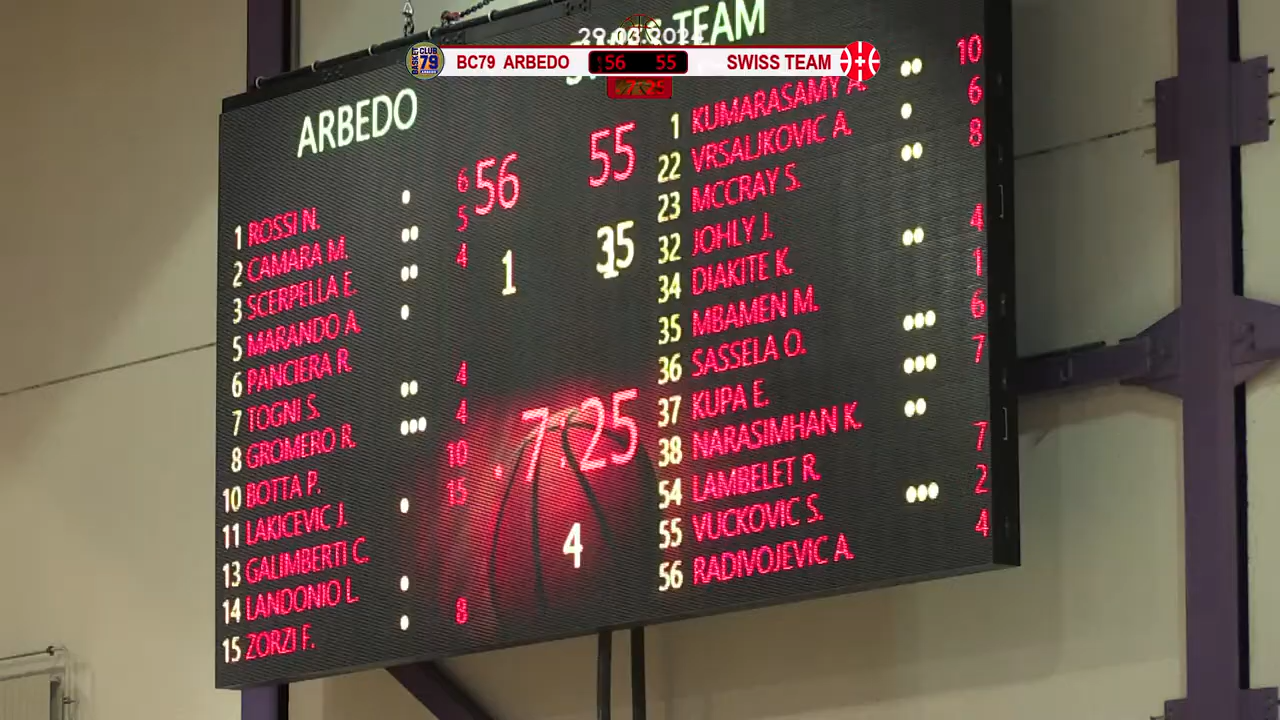 29.03.2024
BC79 ARBEDO 56 55 SWISS TEAM
7:25
ARBEDO
TEAM
56 55
1
7:25
4
1 ROSSI N. 6
2 CAMARA M. 5
3 SCERPELLA E. 4
5 MARANDO A.
6 PANCIERA R.
7 TOGNI S. 4
8 GROMERO R. 4
10 BOTTA P. 10
11 LAKICEVIC J. 15
13 GALIMBERTI C.
14 LANDONIO L.
15 ZORZI F. 8
1 KUMARASAMY A. 10
22 VRSALJKOVIC A. 6
23 MCCRAY S. 8
32 JOHLY J.
34 DIAKITE K. 4
35 MBAMEN M. 1
36 SASSELA O. 6
37 KUPA E. 7
38 NARASIMHAN K.
54 LAMBELET R. 7
55 VUCKOVIC S. 2
56 RADIVOJEVIC A. 4